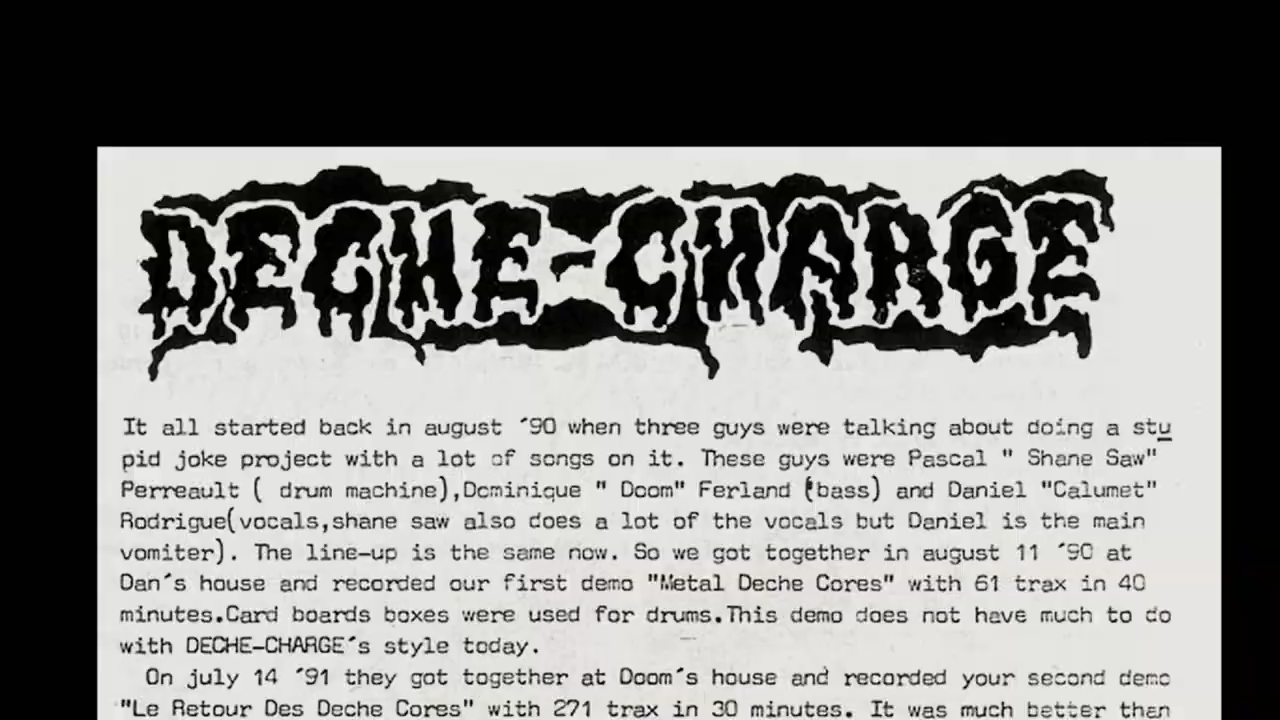 DECHE-CHARGE
It all started back in august ´90 when three guys were talking about doing a stu
pid joke project with a lot of songs on it. These guys were Pascal " Shane Saw"
Perreault ( drum machine),Dominique " Doom" Ferland (bass) and Daniel "Calumet"
Rodrigue(vocals,shane saw also does a lot of the vocals but Daniel is the main
vomiter). The line-up is the same now. So we got together in august 11 ´90 at
Dan´s house and recorded our first demo "Metal Deche Cores" with 61 trax in 40
minutes.Card boards boxes were used for drums.This demo does not have much to do
with DECHE-CHARGE´s style today.
On july 14 ´91 they got together at Doom´s house and recorded your second demo
"Le Retour Des Deche Cores" with 271 trax in 30 minutes. It was much better than